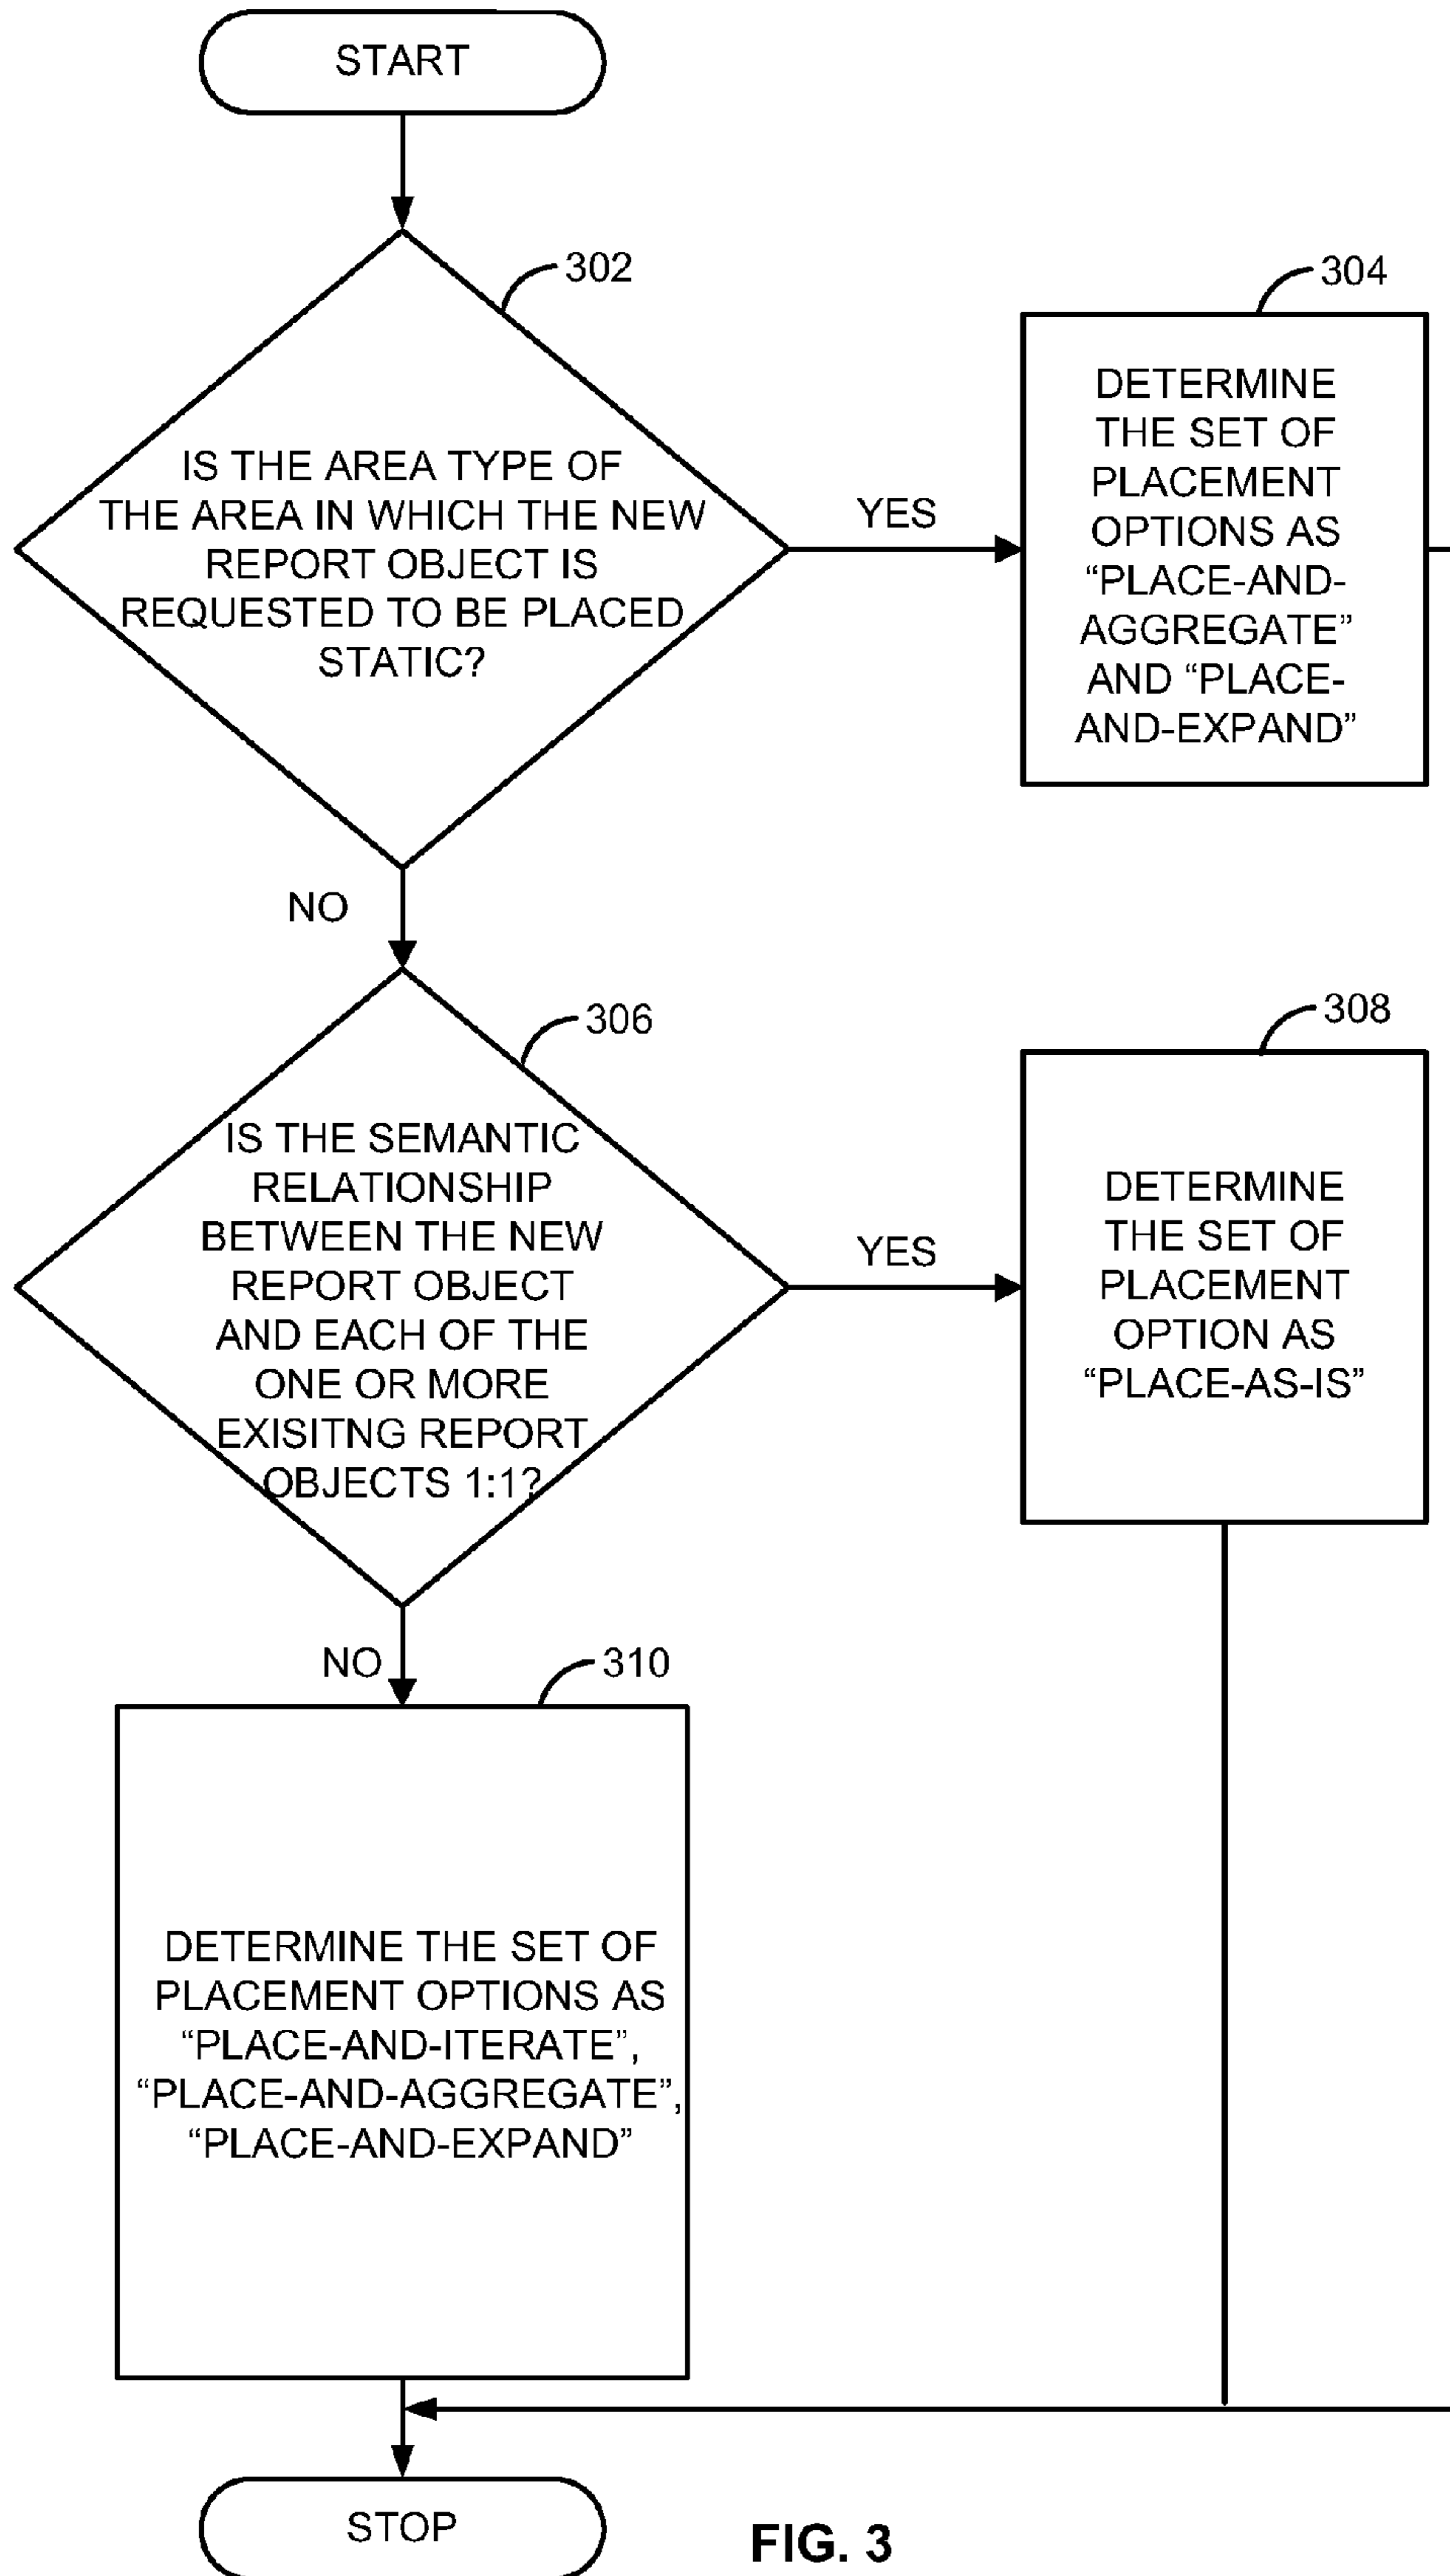 START
302
IS THE AREA TYPE OF
THE AREA IN WHICH THE NEW
REPORT OBJECT IS
REQUESTED TO BE PLACED
STATIC?
YES
304
DETERMINE
THE SET OF
PLACEMENT
OPTIONS AS
“PLACE-AND-
AGGREGATE”
AND “PLACE-
AND-EXPAND”
NO
306
IS THE SEMANTIC
RELATIONSHIP
BETWEEN THE NEW
REPORT OBJECT
AND EACH OF THE
ONE OR MORE
EXISITNG REPORT
OBJECTS 1:1?
YES
308
DETERMINE
THE SET OF
PLACEMENT
OPTION AS
“PLACE-AS-IS”
NO
310
DETERMINE THE SET OF
PLACEMENT OPTIONS AS
“PLACE-AND-ITERATE”,
“PLACE-AND-AGGREGATE”,
“PLACE-AND-EXPAND”
STOP
FIG. 3